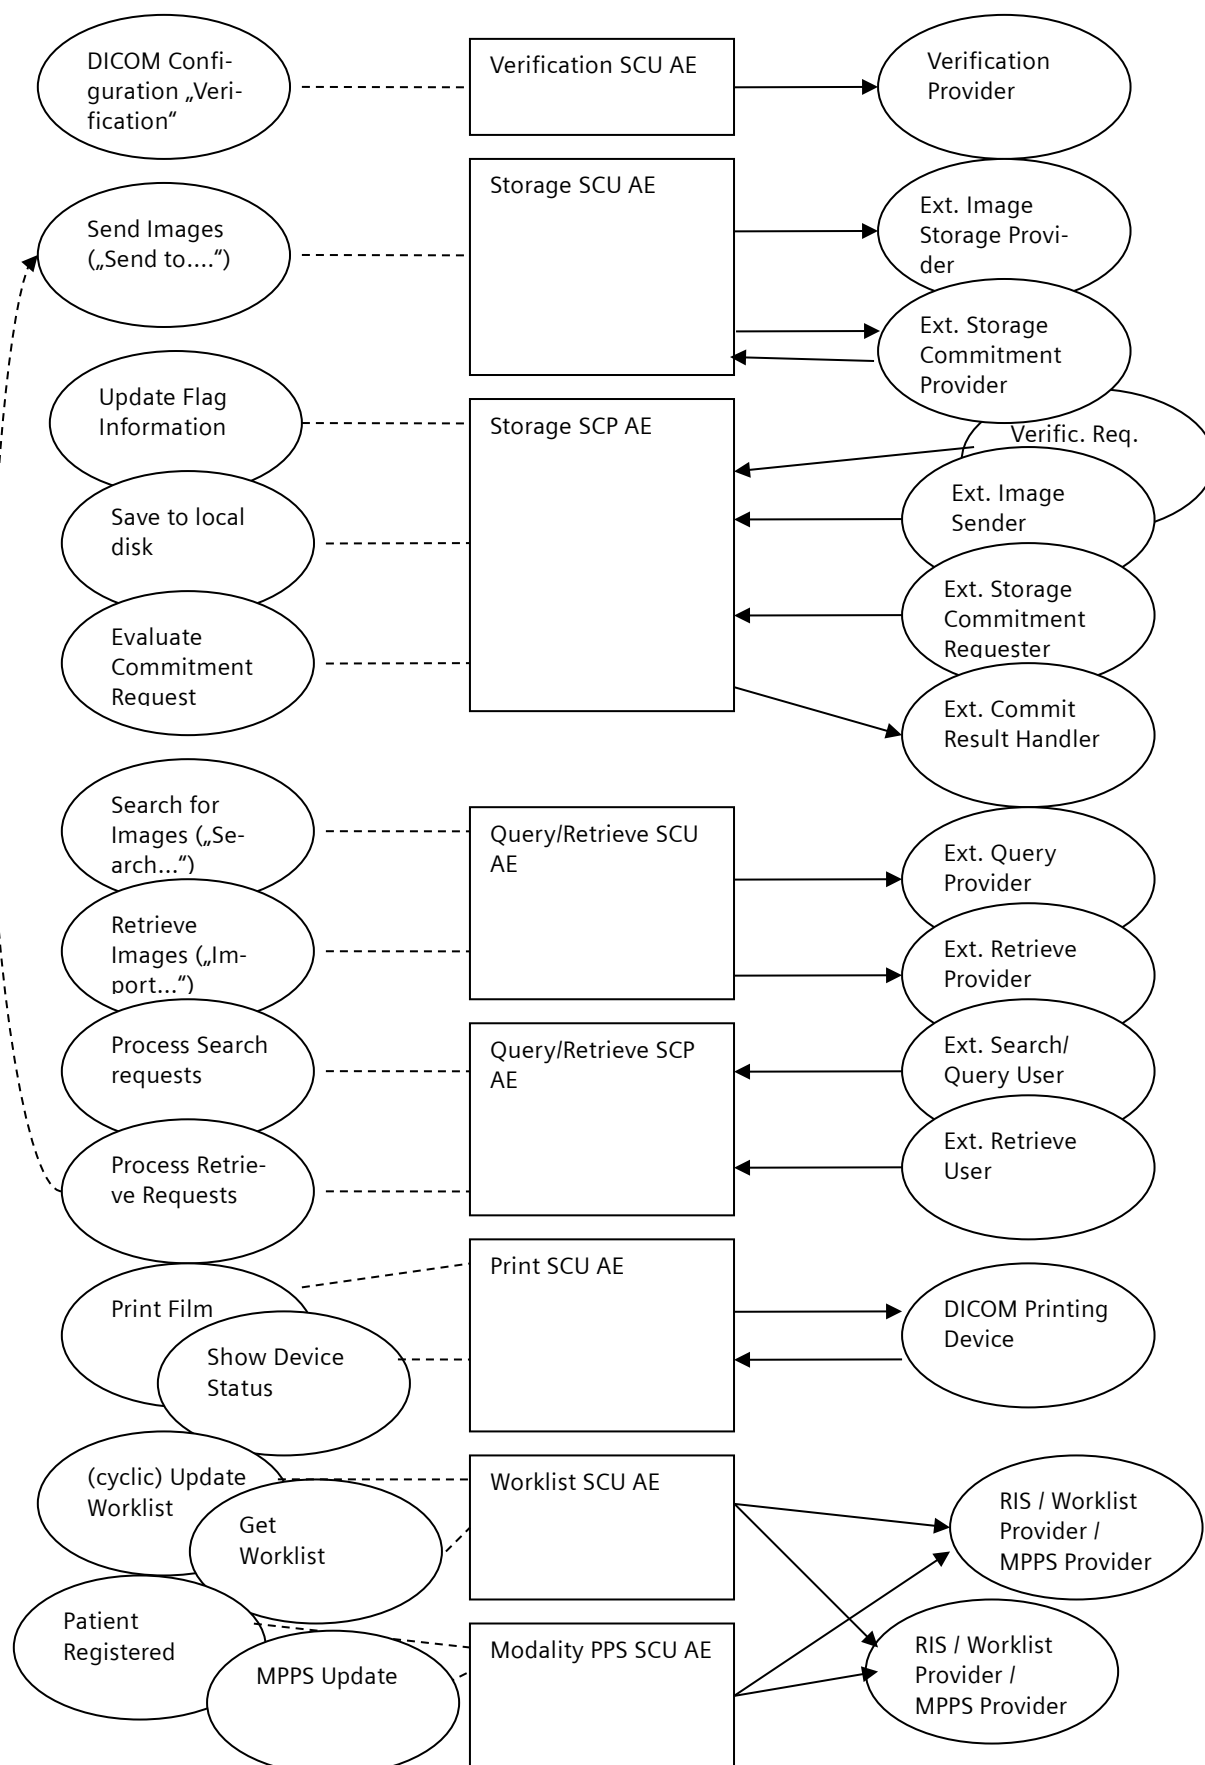 DICOM Confi-
guration „Veri-
fication“
Verification SCU AE
Verification
Provider
Send Images
(„Send to....“)
Storage SCU AE
Ext. Image
Storage Provi-
der
Ext. Storage
Commitment
Provider
Update Flag
Information
Storage SCP AE
Verific. Req.
Save to local
disk
Ext. Image
Sender
Evaluate
Commitment
Request
Ext. Storage
Commitment
Requester
Ext. Commit
Result Handler
Search for
Images („Se-
arch...“)
Query/Retrieve SCU
AE
Ext. Query
Provider
Retrieve
Images („Im-
port...“)
Ext. Retrieve
Provider
Process Search
requests
Query/Retrieve SCP
AE
Ext. Search/
Query User
Process Retrie-
ve Requests
Ext. Retrieve
User
Print Film
Print SCU AE
DICOM Printing
Device
Show Device
Status
(cyclic) Update
Worklist
Worklist SCU AE
RIS / Worklist
Provider /
MPPS Provider
Get
Worklist
Patient
Registered
Modality PPS SCU AE
RIS / Worklist
Provider /
MPPS Provider
MPPS Update